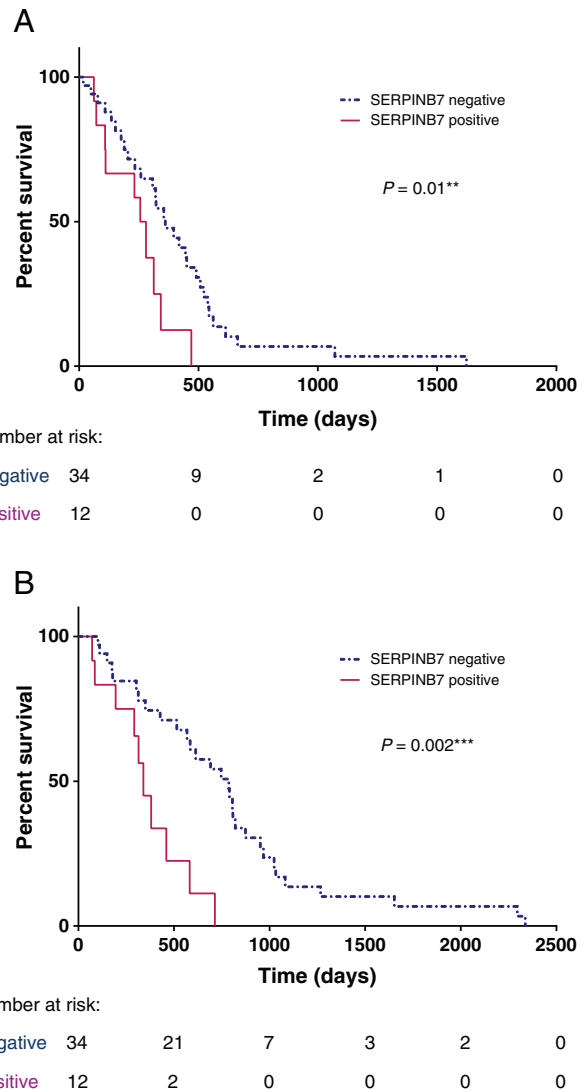 A
100
50
0
Percent survival
SERPINB7 negative
SERPINB7 positive
P = 0.01**
0 500 1000 1500 2000
Time (days)
mber at risk:
gative 34 9 2 1 0
sitive 12 0 0 0 0
B
100
50
0
Percent survival
SERPINB7 negative
SERPINB7 positive
P = 0.002***
0 500 1000 1500 2000 2500
Time (days)
mber at risk:
gative 34 21 7 3 2 0
sitive 12 2 0 0 0 0